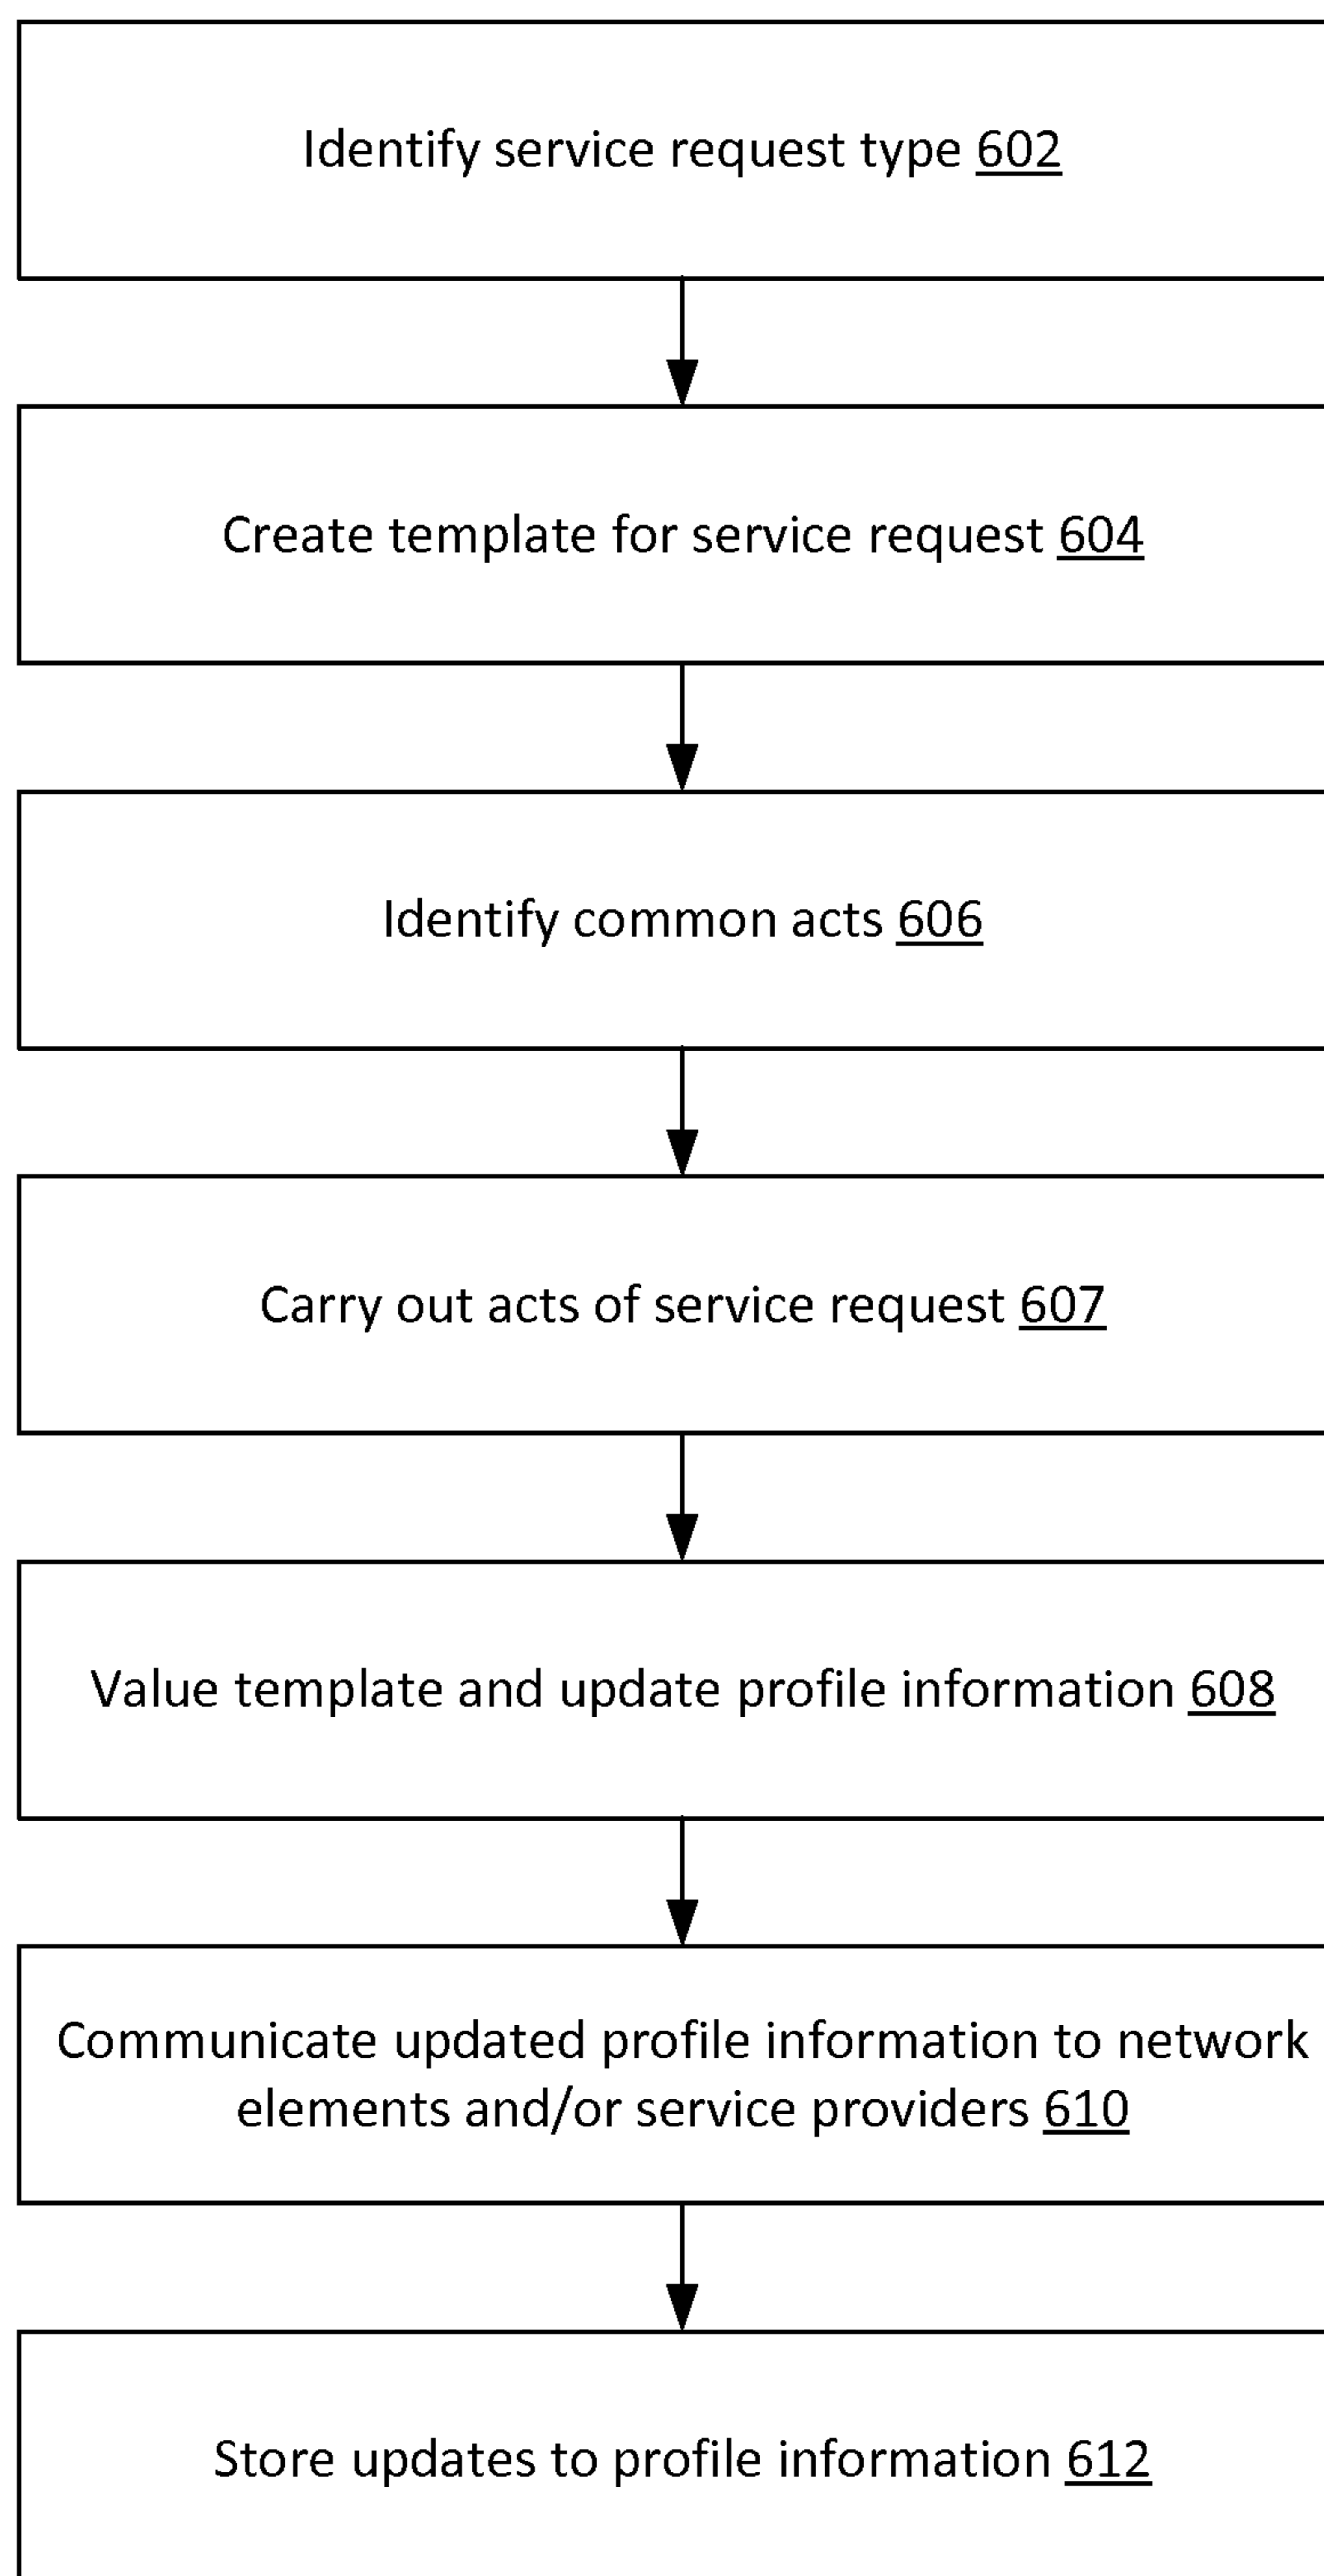 Identify service request type 602
Create template for service request 604
Identify common acts 606
Carry out acts of service request 607
Value template and update profile information 608
Communicate updated profile information to network
elements and/or service providers 610
Store updates to profile information 612